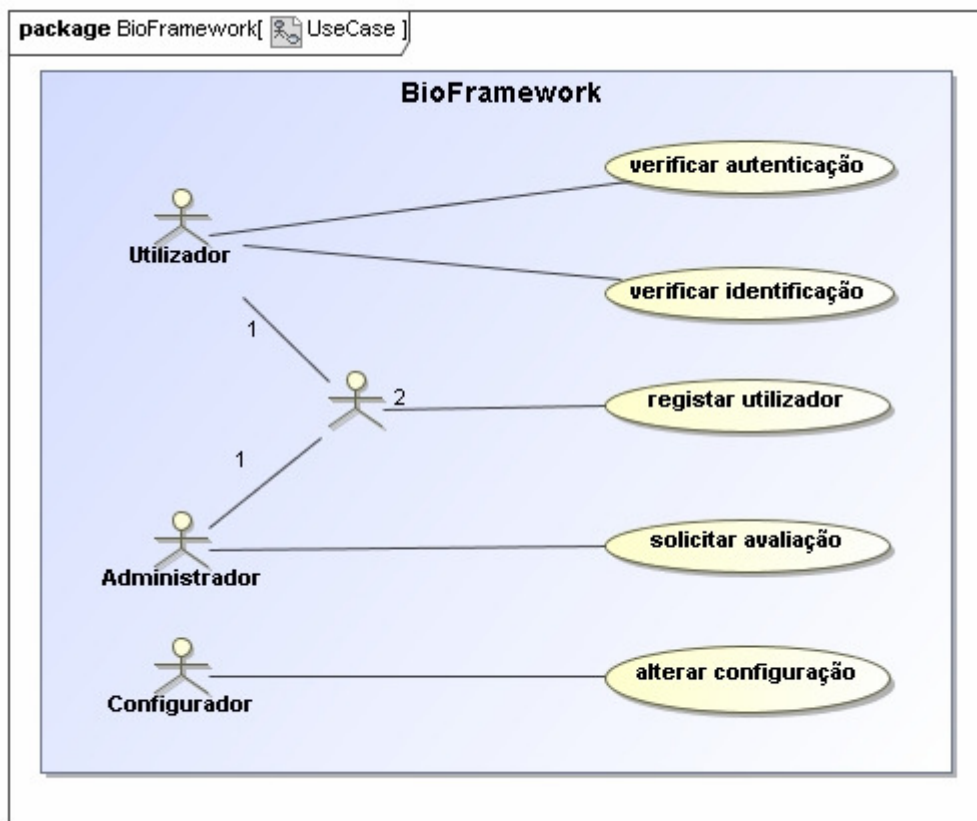 package BioFramework[ UseCase ]
BioFramework
verificar autenticação
Utilizador
verificar identificação
1
2
registar utilizador
1
solicitar avaliação
Administrador
alterar configuração
Configurador